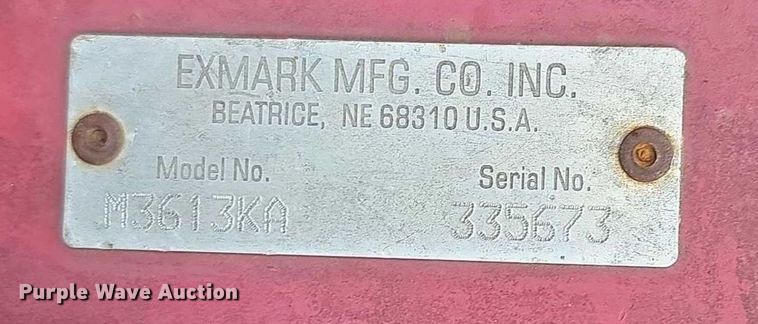 EXMARK MFG. CO. INC.
BEATRICE, NE 68310 U.S.A.
Model No. Serial No.
M3613KA 335673
Purple Wave Auction